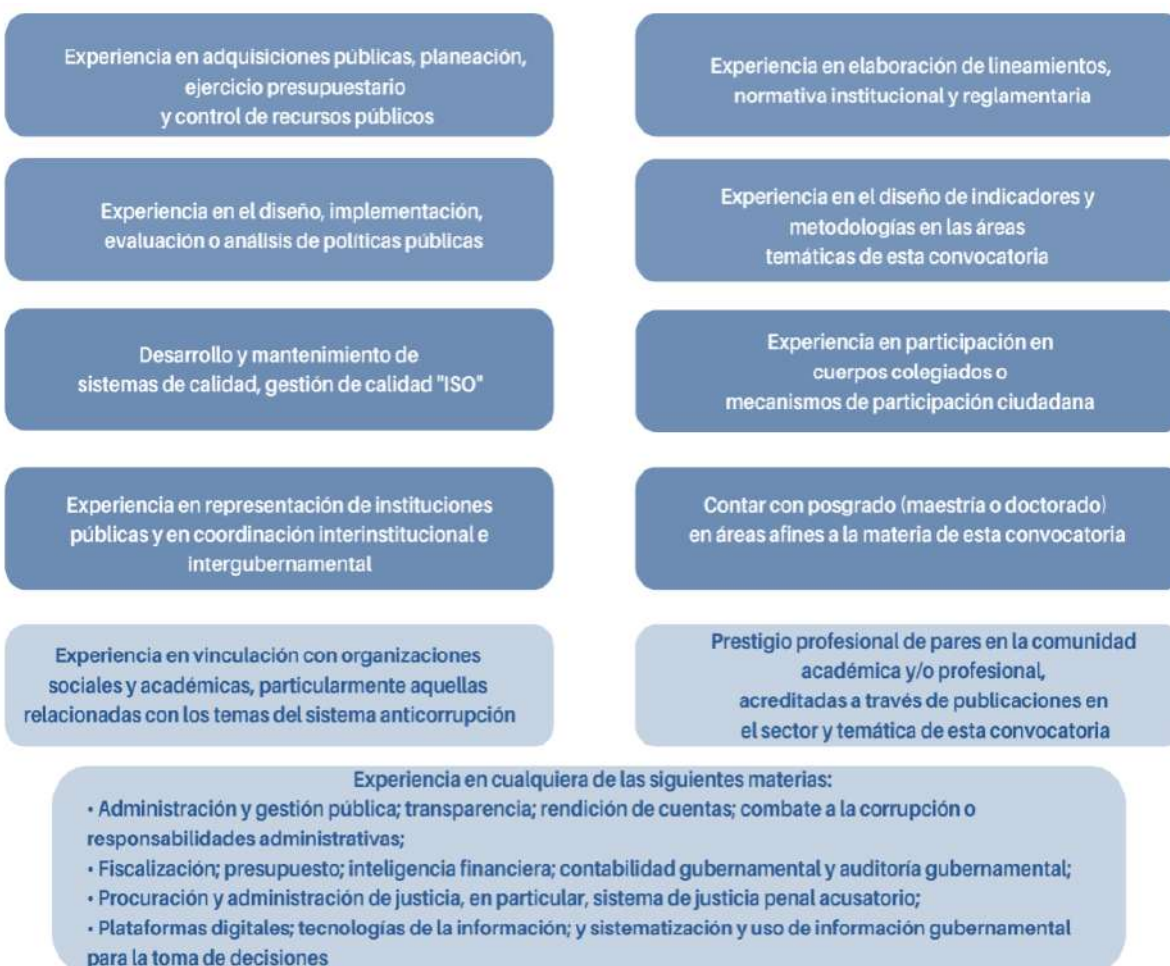 Experiencia en adquisiciones públicas, planeación,
ejercicio presupuestario
y control de recursos públicos
Experiencia en elaboración de lineamientos,
normativa institucional y reglamentaria
Experiencia en el diseño, implementación,
evaluación o análisis de políticas públicas
Experiencia en el diseño de indicadores y
metodologías en las áreas
temáticas de esta convocatoria
Desarrollo y mantenimiento de
sistemas de calidad, gestión de calidad "ISO"
Experiencia en participación en
cuerpos colegiados o
mecanismos de participación ciudadana
Experiencia en representación de instituciones
públicas y en coordinación interinstitucional e
intergubernamental
Contar con posgrado (maestría o doctorado)
en áreas afines a la materia de esta convocatoria
Experiencia en vinculación con organizaciones
sociales y académicas, particularmente aquellas
relacionadas con los temas del sistema anticorrupción
Prestigio profesional de pares en la comunidad
académica y/o profesional,
acreditadas a través de publicaciones en
el sector y temática de esta convocatoria
Experiencia en cualquiera de las siguientes materias:
• Administración y gestión pública; transparencia; rendición de cuentas; combate a la corrupción o
responsabilidades administrativas;
• Fiscalización; presupuesto; inteligencia financiera; contabilidad gubernamental y auditoría gubernamental;
• Procuración y administración de justicia, en particular, sistema de justicia penal acusatorio;
• Plataformas digitales; tecnologías de la información; y sistematización y uso de información gubernamental
para la toma de decisiones